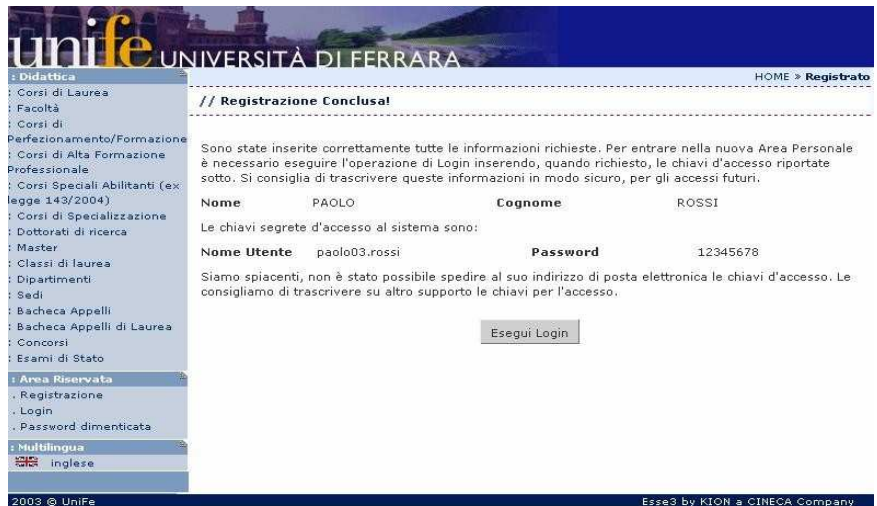 unife UNIVERSITÀ DI FERRARA
: Didattica
: Corsi di Laurea
: Facoltà
: Corsi di
Perfezionamento/Formazione
: Corsi di Alta Formazione
Professionale
: Corsi Speciali Abilitanti (ex
legge 143/2004)
: Corsi di Specializzazione
: Dottorati di ricerca
: Master
: Classi di laurea
: Dipartimenti
: Sedi
: Bacheca Appelli
: Bacheca Appelli di Laurea
: Concorsi
: Esami di Stato
: Area Riservata
. Registrazione
. Login
. Password dimenticata
: Multilingua
inglese
HOME » Registrato
// Registrazione Conclusa!
Sono state inserite correttamente tutte le informazioni richieste. Per entrare nella nuova Area Personale
è necessario eseguire l'operazione di Login inserendo, quando richiesto, le chiavi d'accesso riportate
sotto. Si consiglia di trascrivere queste informazioni in modo sicuro, per gli accessi futuri.
Nome PAOLO Cognome ROSSI
Le chiavi segrete d'accesso al sistema sono:
Nome Utente paolo03.rossi Password 12345678
Siamo spiacenti, non è stato possibile spedire al suo indirizzo di posta elettronica le chiavi d'accesso. Le
consigliamo di trascrivere su altro supporto le chiavi per l'accesso.
Esegui Login
2003 © UniFe
Esse3 by KION a CINECA Company